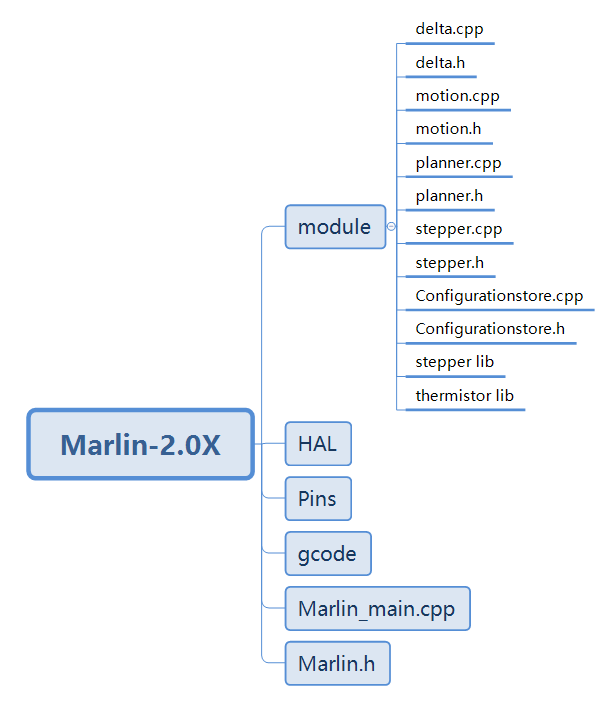 delta.cpp
delta.h
motion.cpp
motion.h
planner.cpp
planner.h
module
stepper.cpp
stepper.h
Configurationstore.cpp
Configurationstore.h
stepper lib
thermistor lib
Marlin-2.0X
HAL
Pins
gcode
Marlin_main.cpp
Marlin.h